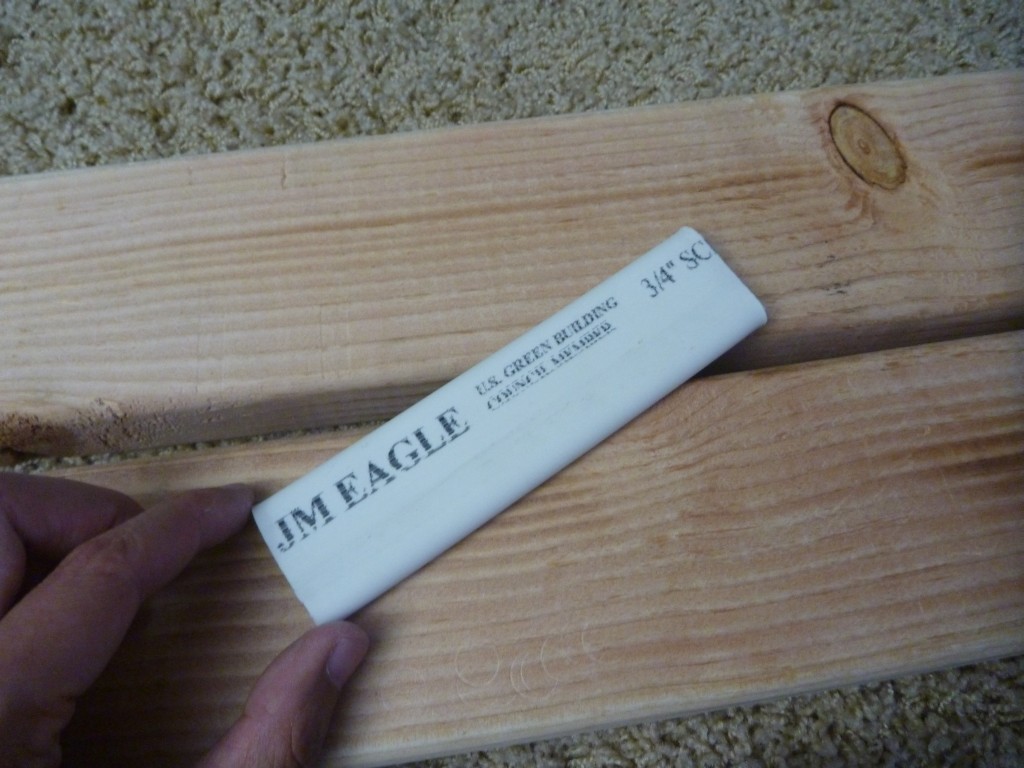 JM EAGLE
U.S. GREEN BUILDING
COUNCIL MEMBER
3/4" SC